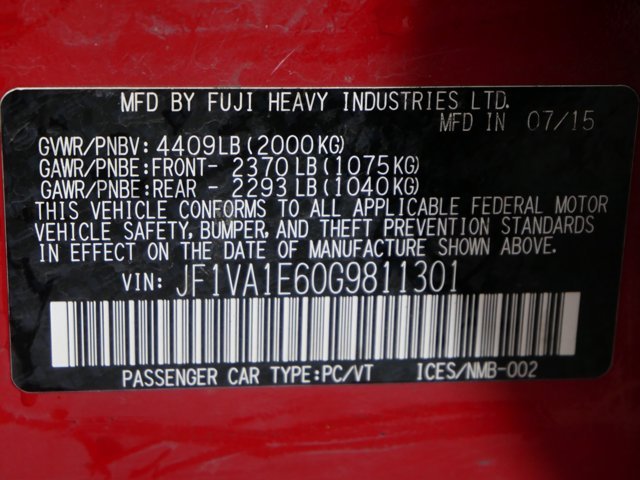 MFD BY FUJI HEAVY INDUSTRIES LTD.
MFD IN 07/15
GVWR/PNBV: 4409LB (2000KG)
GAWR/PNBE:FRONT- 2370 LB (1075KG)
GAWR/PNBE:REAR - 2293 LB (1040KG)
THIS VEHICLE CONFORMS TO ALL APPLICABLE FEDERAL MOTOR
VEHICLE SAFETY, BUMPER, AND THEFT PREVENTION STANDARDS
IN EFFECT ON THE DATE OF MANUFACTURE SHOWN ABOVE.
VIN: JF1VA1E60G9811301
PASSENGER CAR TYPE:PC/VT ICES/NMB-002